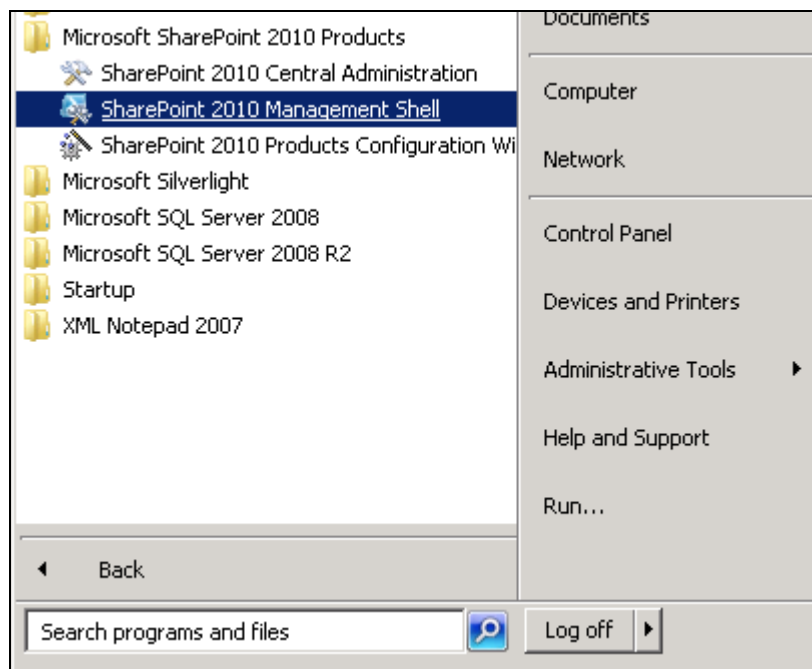 Microsoft SharePoint 2010 Products
SharePoint 2010 Central Administration
SharePoint 2010 Management Shell
SharePoint 2010 Products Configuration Wi
Microsoft Silverlight
Microsoft SQL Server 2008
Microsoft SQL Server 2008 R2
Startup
XML Notepad 2007
Back
Search programs and files
Documents
Computer
Network
Control Panel
Devices and Printers
Administrative Tools
Help and Support
Run...
Log off